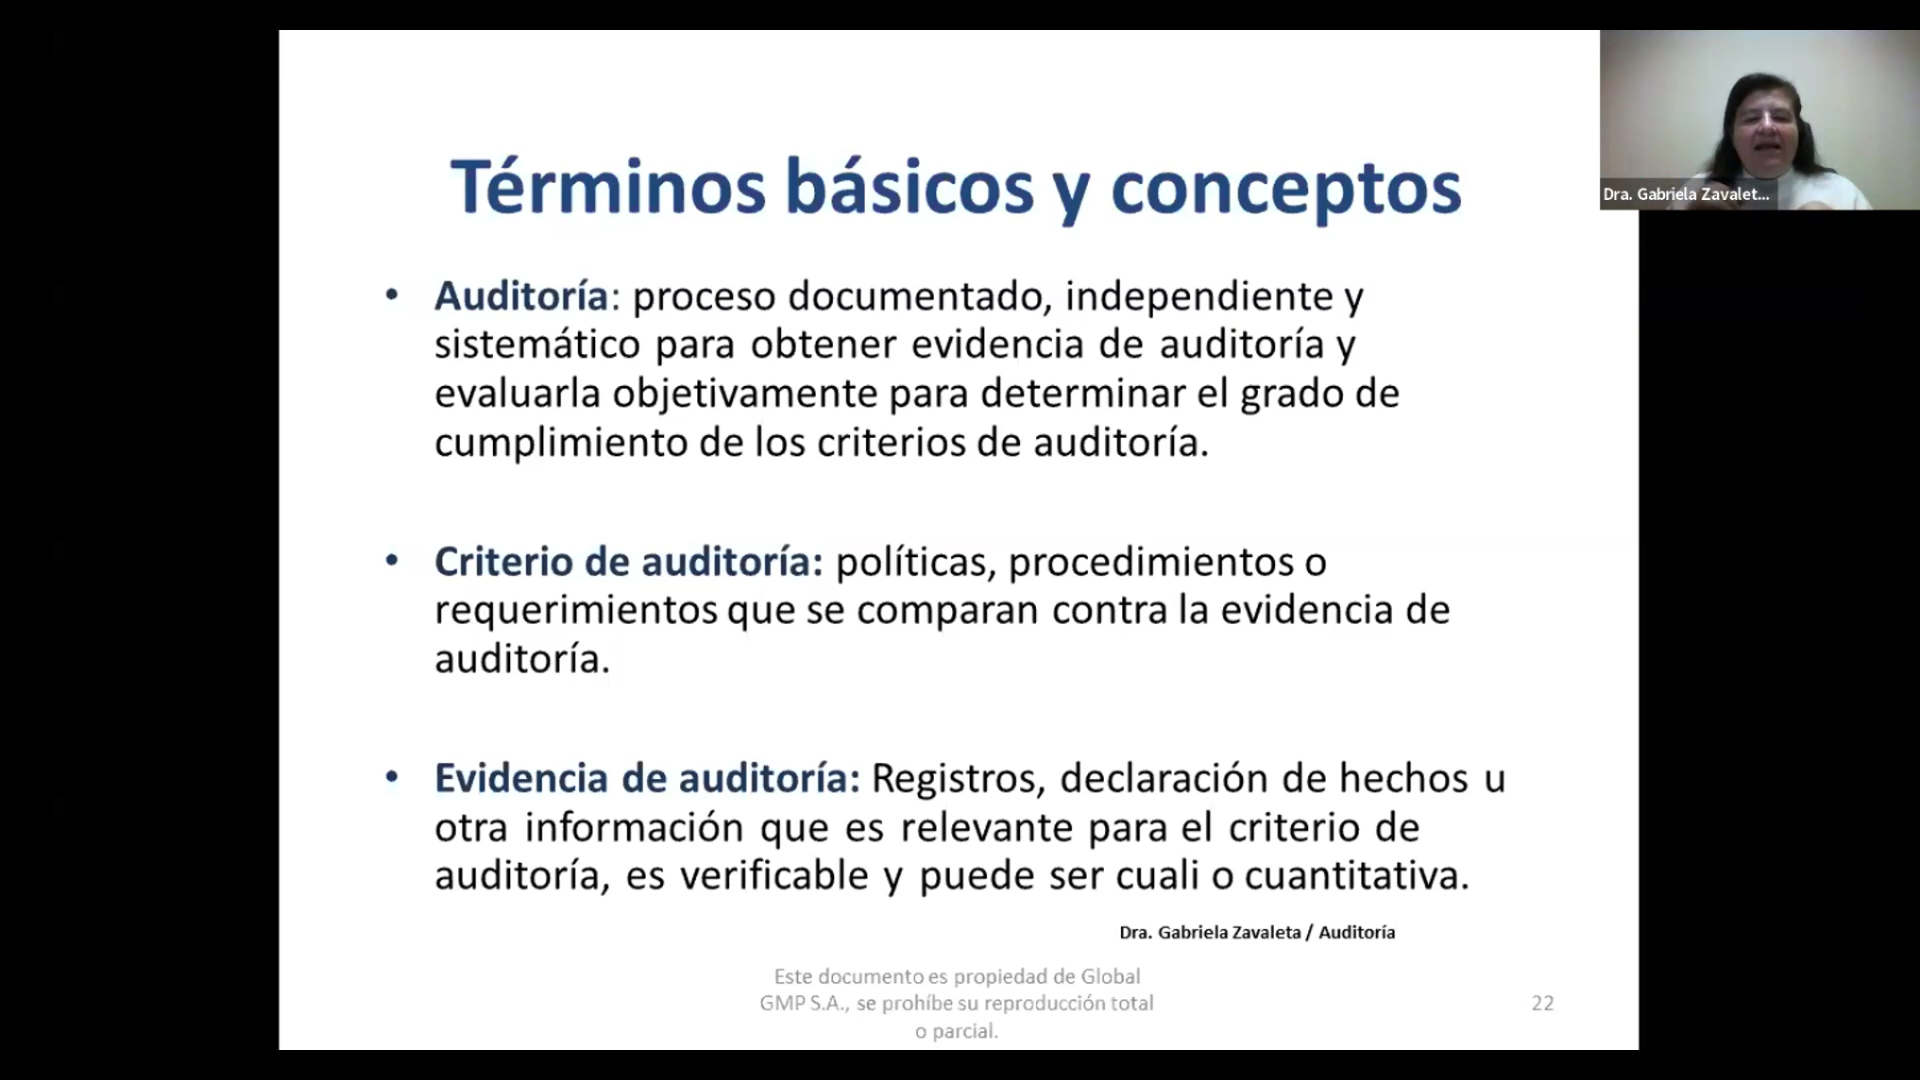 Términos básicos y conceptos
• Auditoría: proceso documentado, independiente y
sistemático para obtener evidencia de auditoría y
evaluarla objetivamente para determinar el grado de
cumplimiento de los criterios de auditoría.
• Criterio de auditoría: políticas, procedimientos o
requerimientos que se comparan contra la evidencia de
auditoría.
• Evidencia de auditoría: Registros, declaración de hechos u
otra información que es relevante para el criterio de
auditoría, es verificable y puede ser cuali o cuantitativa.
Dra. Gabriela Zavaleta / Auditoría
Este documento es propiedad de Global
GMP S.A., se prohíbe su reproducción total
o parcial.
22
Dra. Gabriela Zavalet...